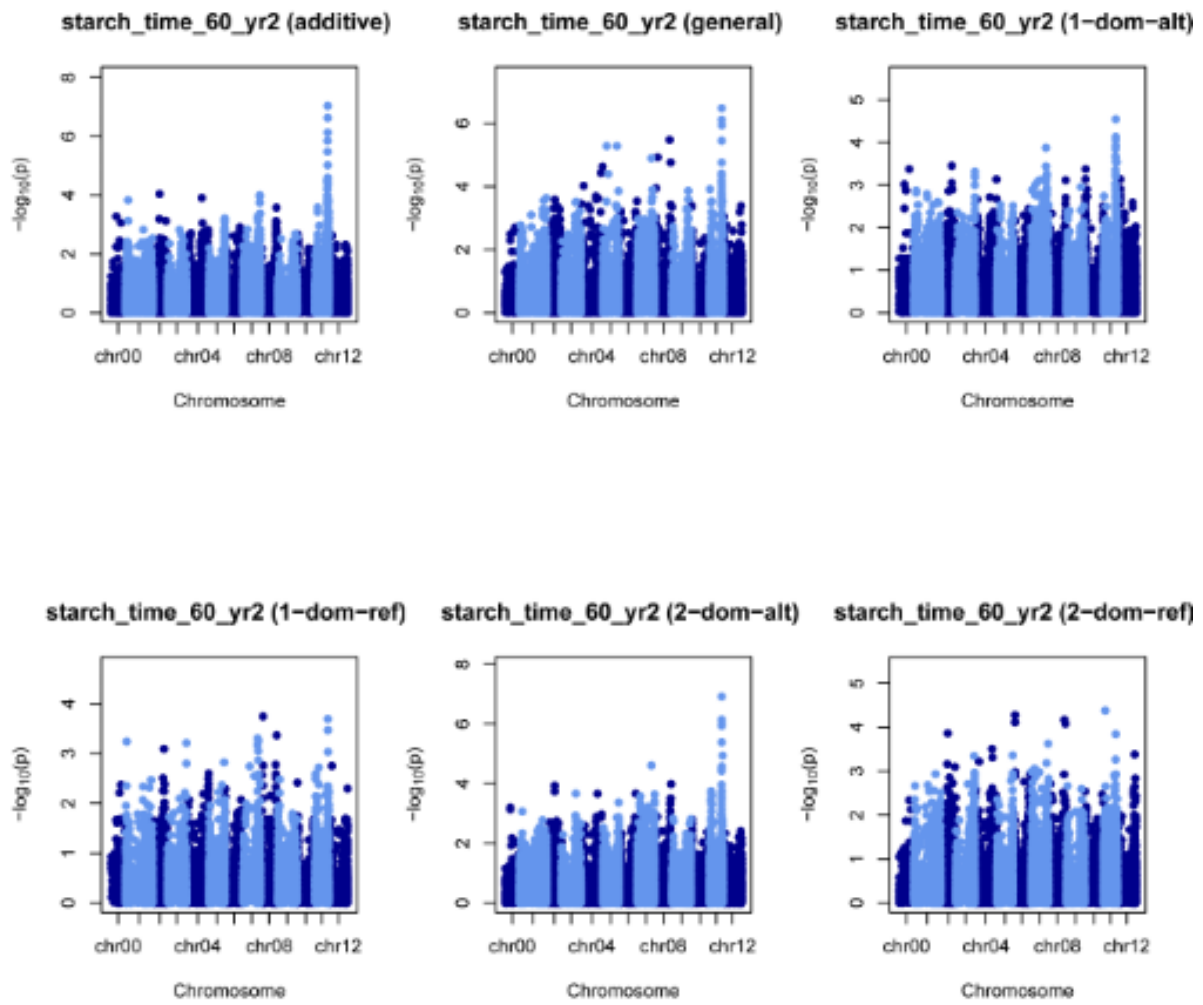 starch_time_60_yr2 (additive)
−log10(p)
8
6
4
2
0
chr00 chr04 chr08 chr12
Chromosome
starch_time_60_yr2 (general)
−log10(p)
6
4
2
0
chr00 chr04 chr08 chr12
Chromosome
starch_time_60_yr2 (1−dom−alt)
−log10(p)
5
4
3
2
1
0
chr00 chr04 chr08 chr12
Chromosome
starch_time_60_yr2 (1−dom−ref)
−log10(p)
4
3
2
1
0
chr00 chr04 chr08 chr12
Chromosome
starch_time_60_yr2 (2−dom−alt)
−log10(p)
8
6
4
2
0
chr00 chr04 chr08 chr12
Chromosome
starch_time_60_yr2 (2−dom−ref)
−log10(p)
5
4
3
2
1
0
chr00 chr04 chr08 chr12
Chromosome